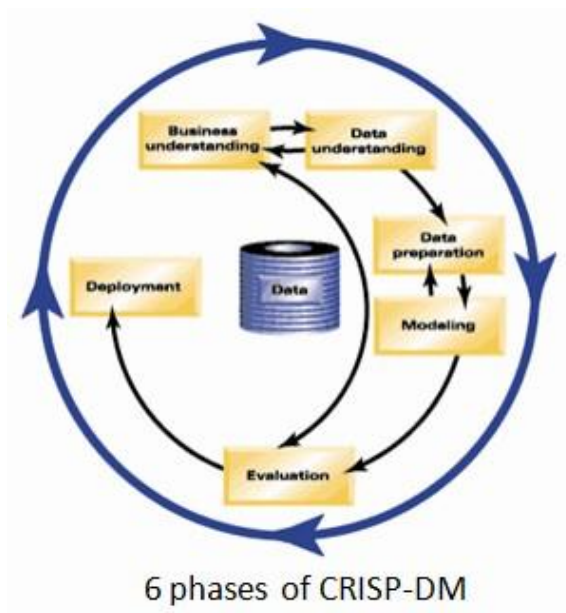 Business
understanding
Data
understanding
Data
preparation
Deployment
Data
Modeling
Evaluation
6 phases of CRISP-DM